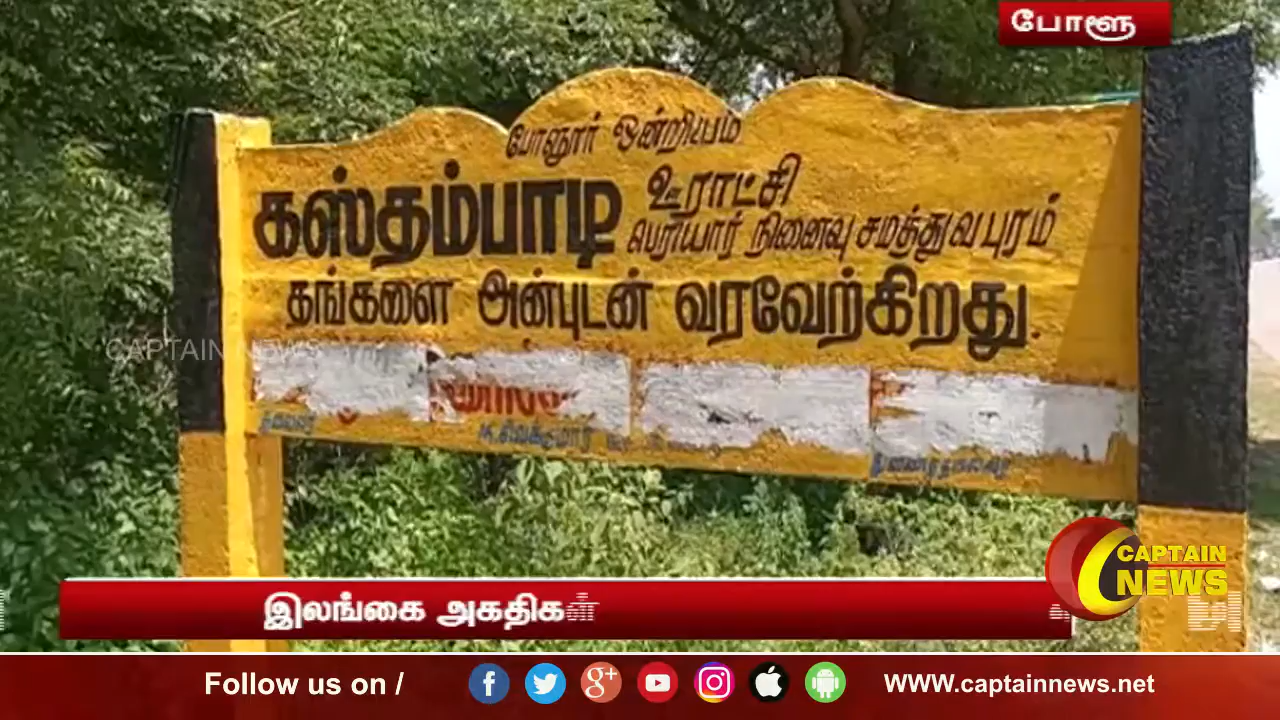 போளூ
போளூர் ஒன்றியம்
கஸ்தம்பாடி ஊராட்சி
பெரியார் நினைவு சமத்துவபுரம்
தங்களை அன்புடன் வரவேற்கிறது.
CAPTAIN NEWS
CAPTAIN
NEWS
இலங்கை அகதிகள்
Follow us on /
WWW.captainnews.net